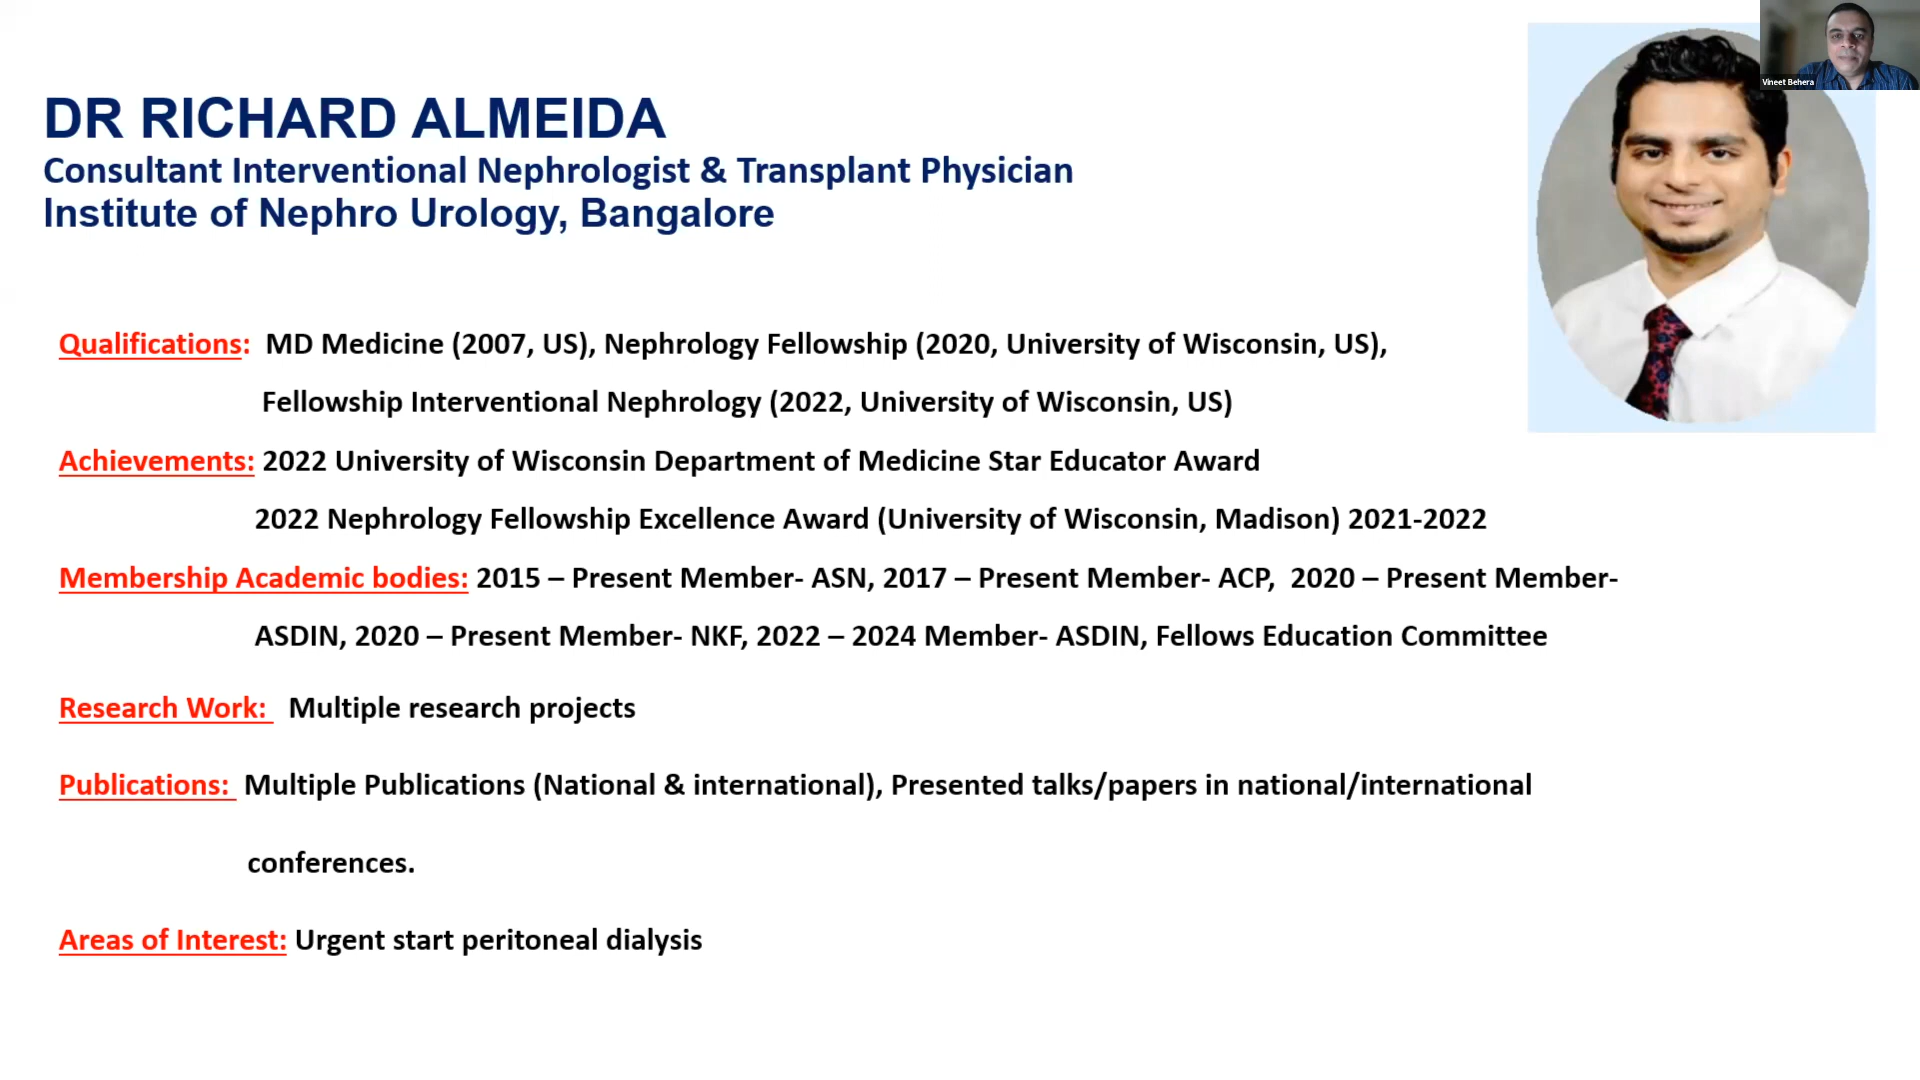 Vineet Behera
DR RICHARD ALMEIDA
Consultant Interventional Nephrologist & Transplant Physician
Institute of Nephro Urology, Bangalore
Qualifications: MD Medicine (2007, US), Nephrology Fellowship (2020, University of Wisconsin, US),
Fellowship Interventional Nephrology (2022, University of Wisconsin, US)
Achievements: 2022 University of Wisconsin Department of Medicine Star Educator Award
2022 Nephrology Fellowship Excellence Award (University of Wisconsin, Madison) 2021-2022
Membership Academic bodies: 2015 – Present Member- ASN, 2017 – Present Member- ACP, 2020 – Present Member-
ASDIN, 2020 – Present Member- NKF, 2022 – 2024 Member- ASDIN, Fellows Education Committee
Research Work: Multiple research projects
Publications: Multiple Publications (National & international), Presented talks/papers in national/international
conferences.
Areas of Interest: Urgent start peritoneal dialysis